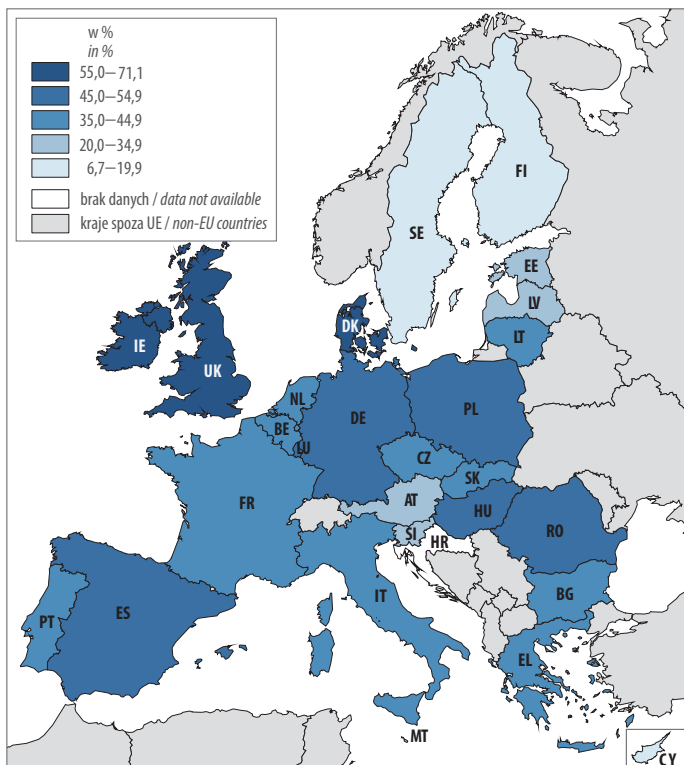 w %
in %
55,0–71,1
45,0–54,9
35,0–44,9
20,0–34,9
6,7–19,9
brak danych / data not available
kraje spoza UE / non-EU countries
FI
SE
EE
LV
LT
DK
IE
UK
NL
BE
LU
DE
PL
CZ
SK
AT
HU
SI
HR
RO
FR
IT
BG
PT
ES
EL
MT
CY